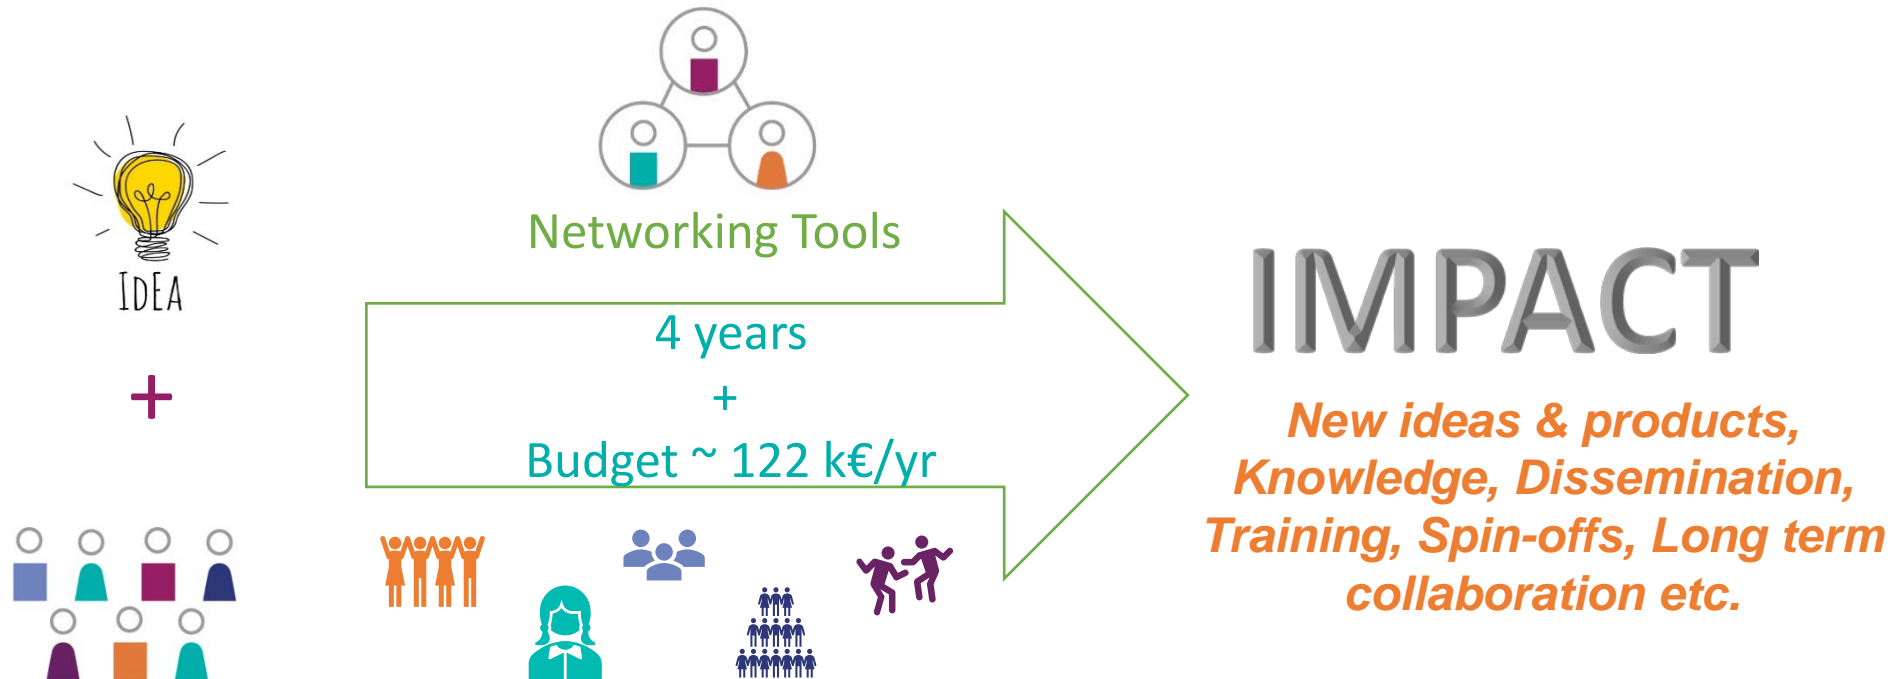 IDEA
+
Networking Tools
4 years
+
Budget ~ 122 k€/yr
IMPACT
New ideas & products,
Knowledge, Dissemination,
Training, Spin-offs, Long term
collaboration etc.